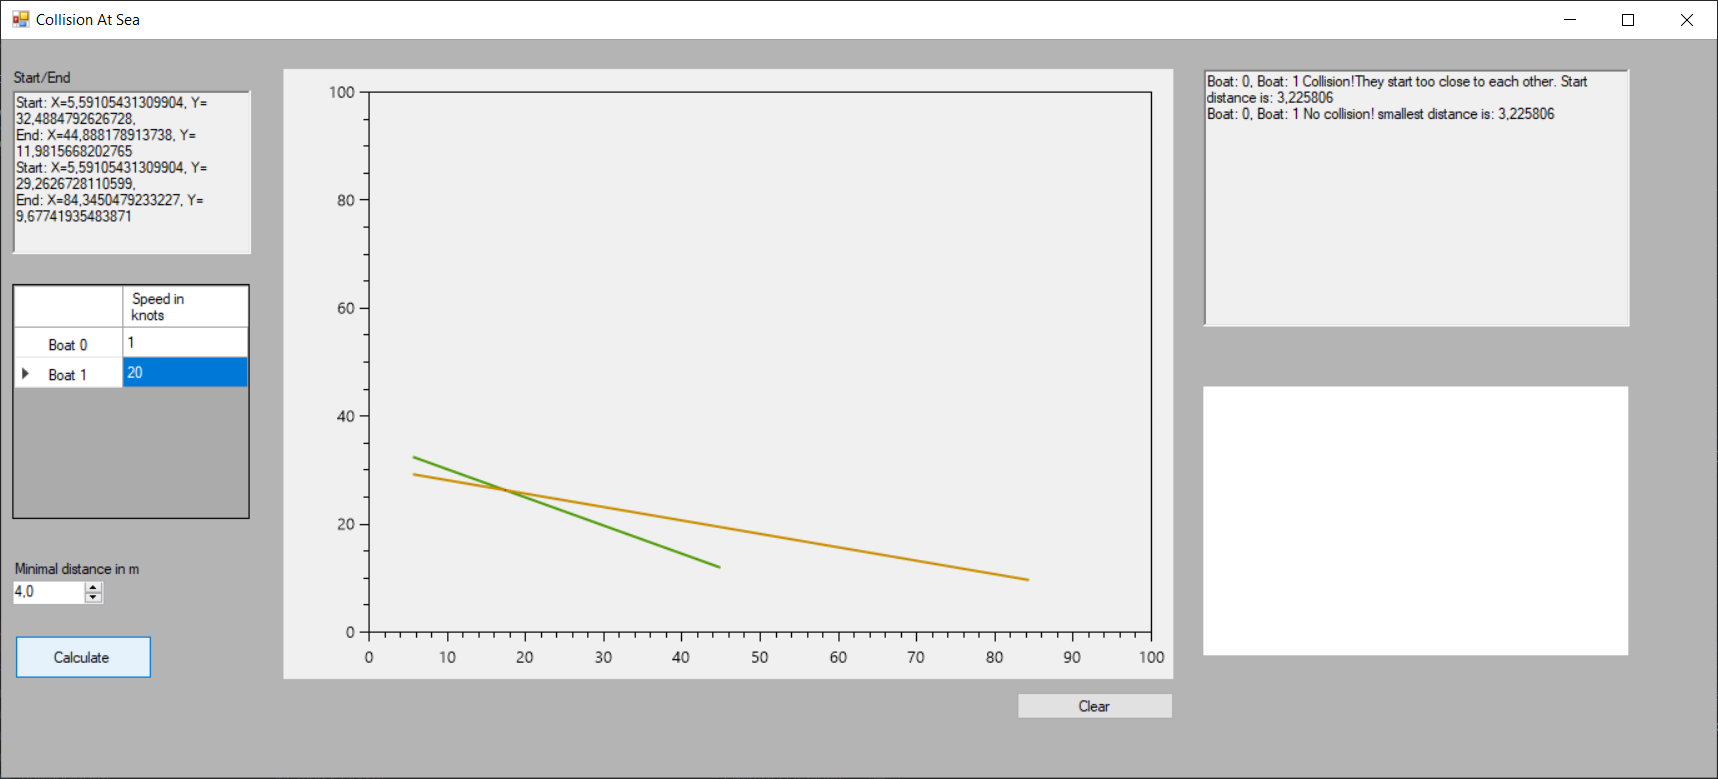 Collision At Sea
Start/End
Start: X=5,59105431309904, Y=
32,4884792626728,
End: X=44,888178913738, Y=
11,9815668202765
Start: X=5,59105431309904, Y=
29,2626728110599,
End: X=84,3450479233227, Y=
9,67741935483871
Speed in
knots
Boat 0 1
Boat 1 20
Minimal distance in m
4,0
Calculate
100
80
60
40
20
0
0 10 20 30 40 50 60 70 80 90 100
Clear
Boat: 0, Boat: 1 Collision!They start too close to each other. Start
distance is: 3,225806
Boat: 0, Boat: 1 No collision! smallest distance is: 3,225806